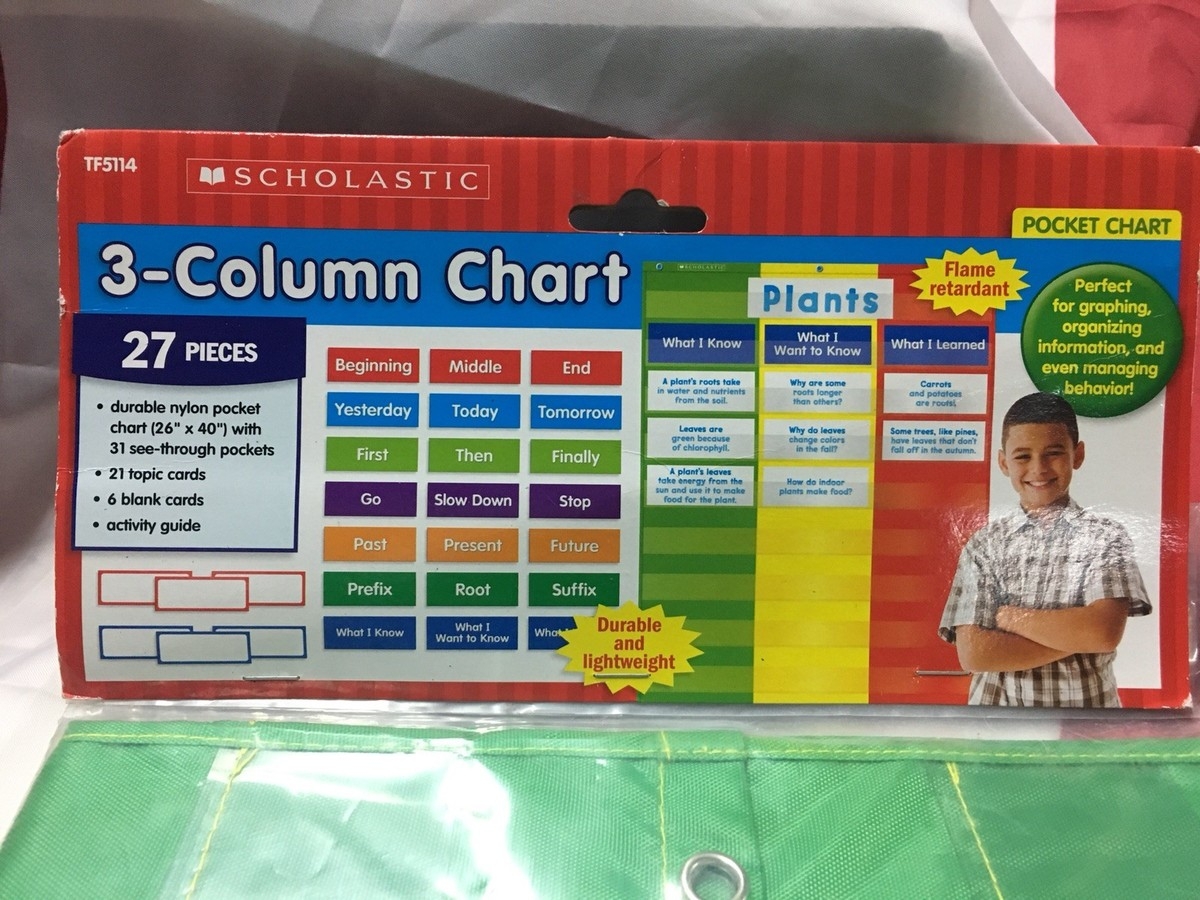 TF5114
SCHOLASTIC
POCKET CHART
3-Column Chart
27 PIECES
• durable nylon pocket
chart (26" x 40") with
31 see-through pockets
• 21 topic cards
• 6 blank cards
• activity guide
Beginning Middle End
Yesterday Today Tomorrow
First Then Finally
Go Slow Down Stop
Past Present Future
Prefix Root Suffix
What I Know
What I
Want to Know
Durable
and
lightweight
SCHOLASTIC
Plants
What I Know
What I
Want to Know
What I Learned
A plant's roots take
in water and nutrients
from the soil.
Why are some
roots longer
than others?
Carrots
and potatoes
are roots!
Leaves are
green because
of chlorophyll.
Why do leaves
change colors
in the fall?
Some trees, like pines,
have leaves that don't
fall off in the autumn.
A plant's leaves
take energy from the
sun and use it to make
food for the plant.
How do indoor
plants make food?
Flame
retardant
Perfect
for graphing,
organizing
information, and
even managing
behavior!